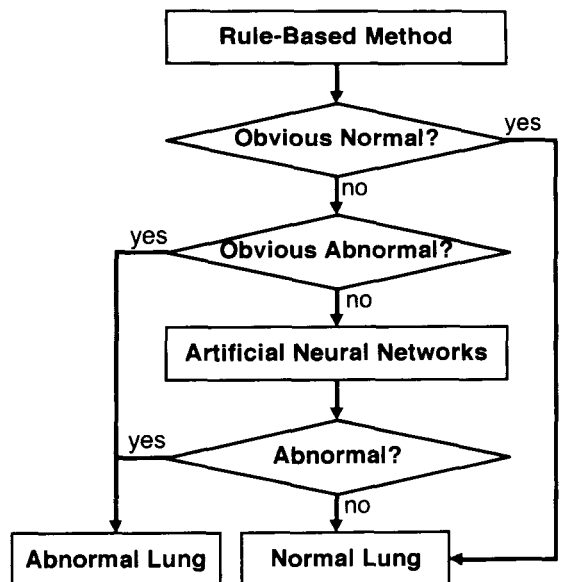 Rule-Based Method
Obvious Normal?
yes
no
yes
Obvious Abnormal?
no
Artificial Neural Networks
yes
Abnormal?
no
Abnormal Lung
Normal Lung